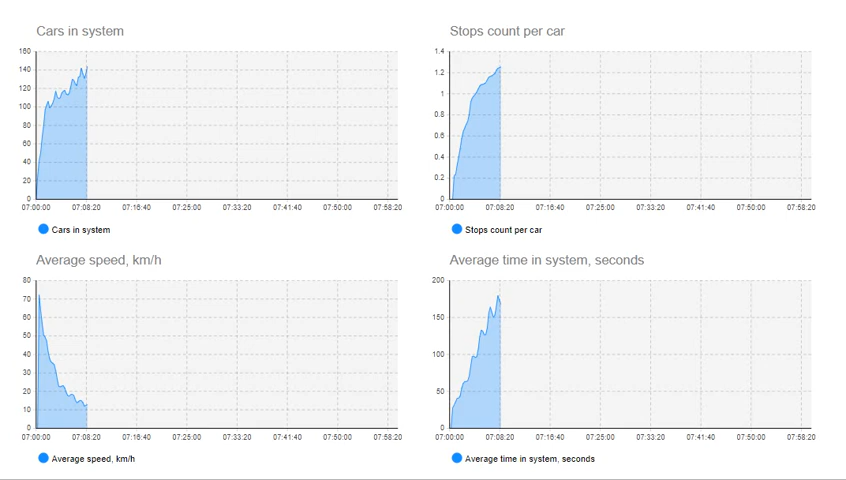 Cars in system
160
140
120
100
80
60
40
20
0
07:00:00 07:08:20 07:16:40 07:25:00 07:33:20 07:41:40 07:50:00 07:58:20
Cars in system
Stops count per car
1.4
1.2
1
0.8
0.6
0.4
0.2
0
07:00:00 07:08:20 07:16:40 07:25:00 07:33:20 07:41:40 07:50:00 07:58:20
Stops count per car
Average speed, km/h
80
70
60
50
40
30
20
10
0
07:00:00 07:08:20 07:16:40 07:25:00 07:33:20 07:41:40 07:50:00 07:58:20
Average speed, km/h
Average time in system, seconds
200
150
100
50
0
07:00:00 07:08:20 07:16:40 07:25:00 07:33:20 07:41:40 07:50:00 07:58:20
Average time in system, seconds